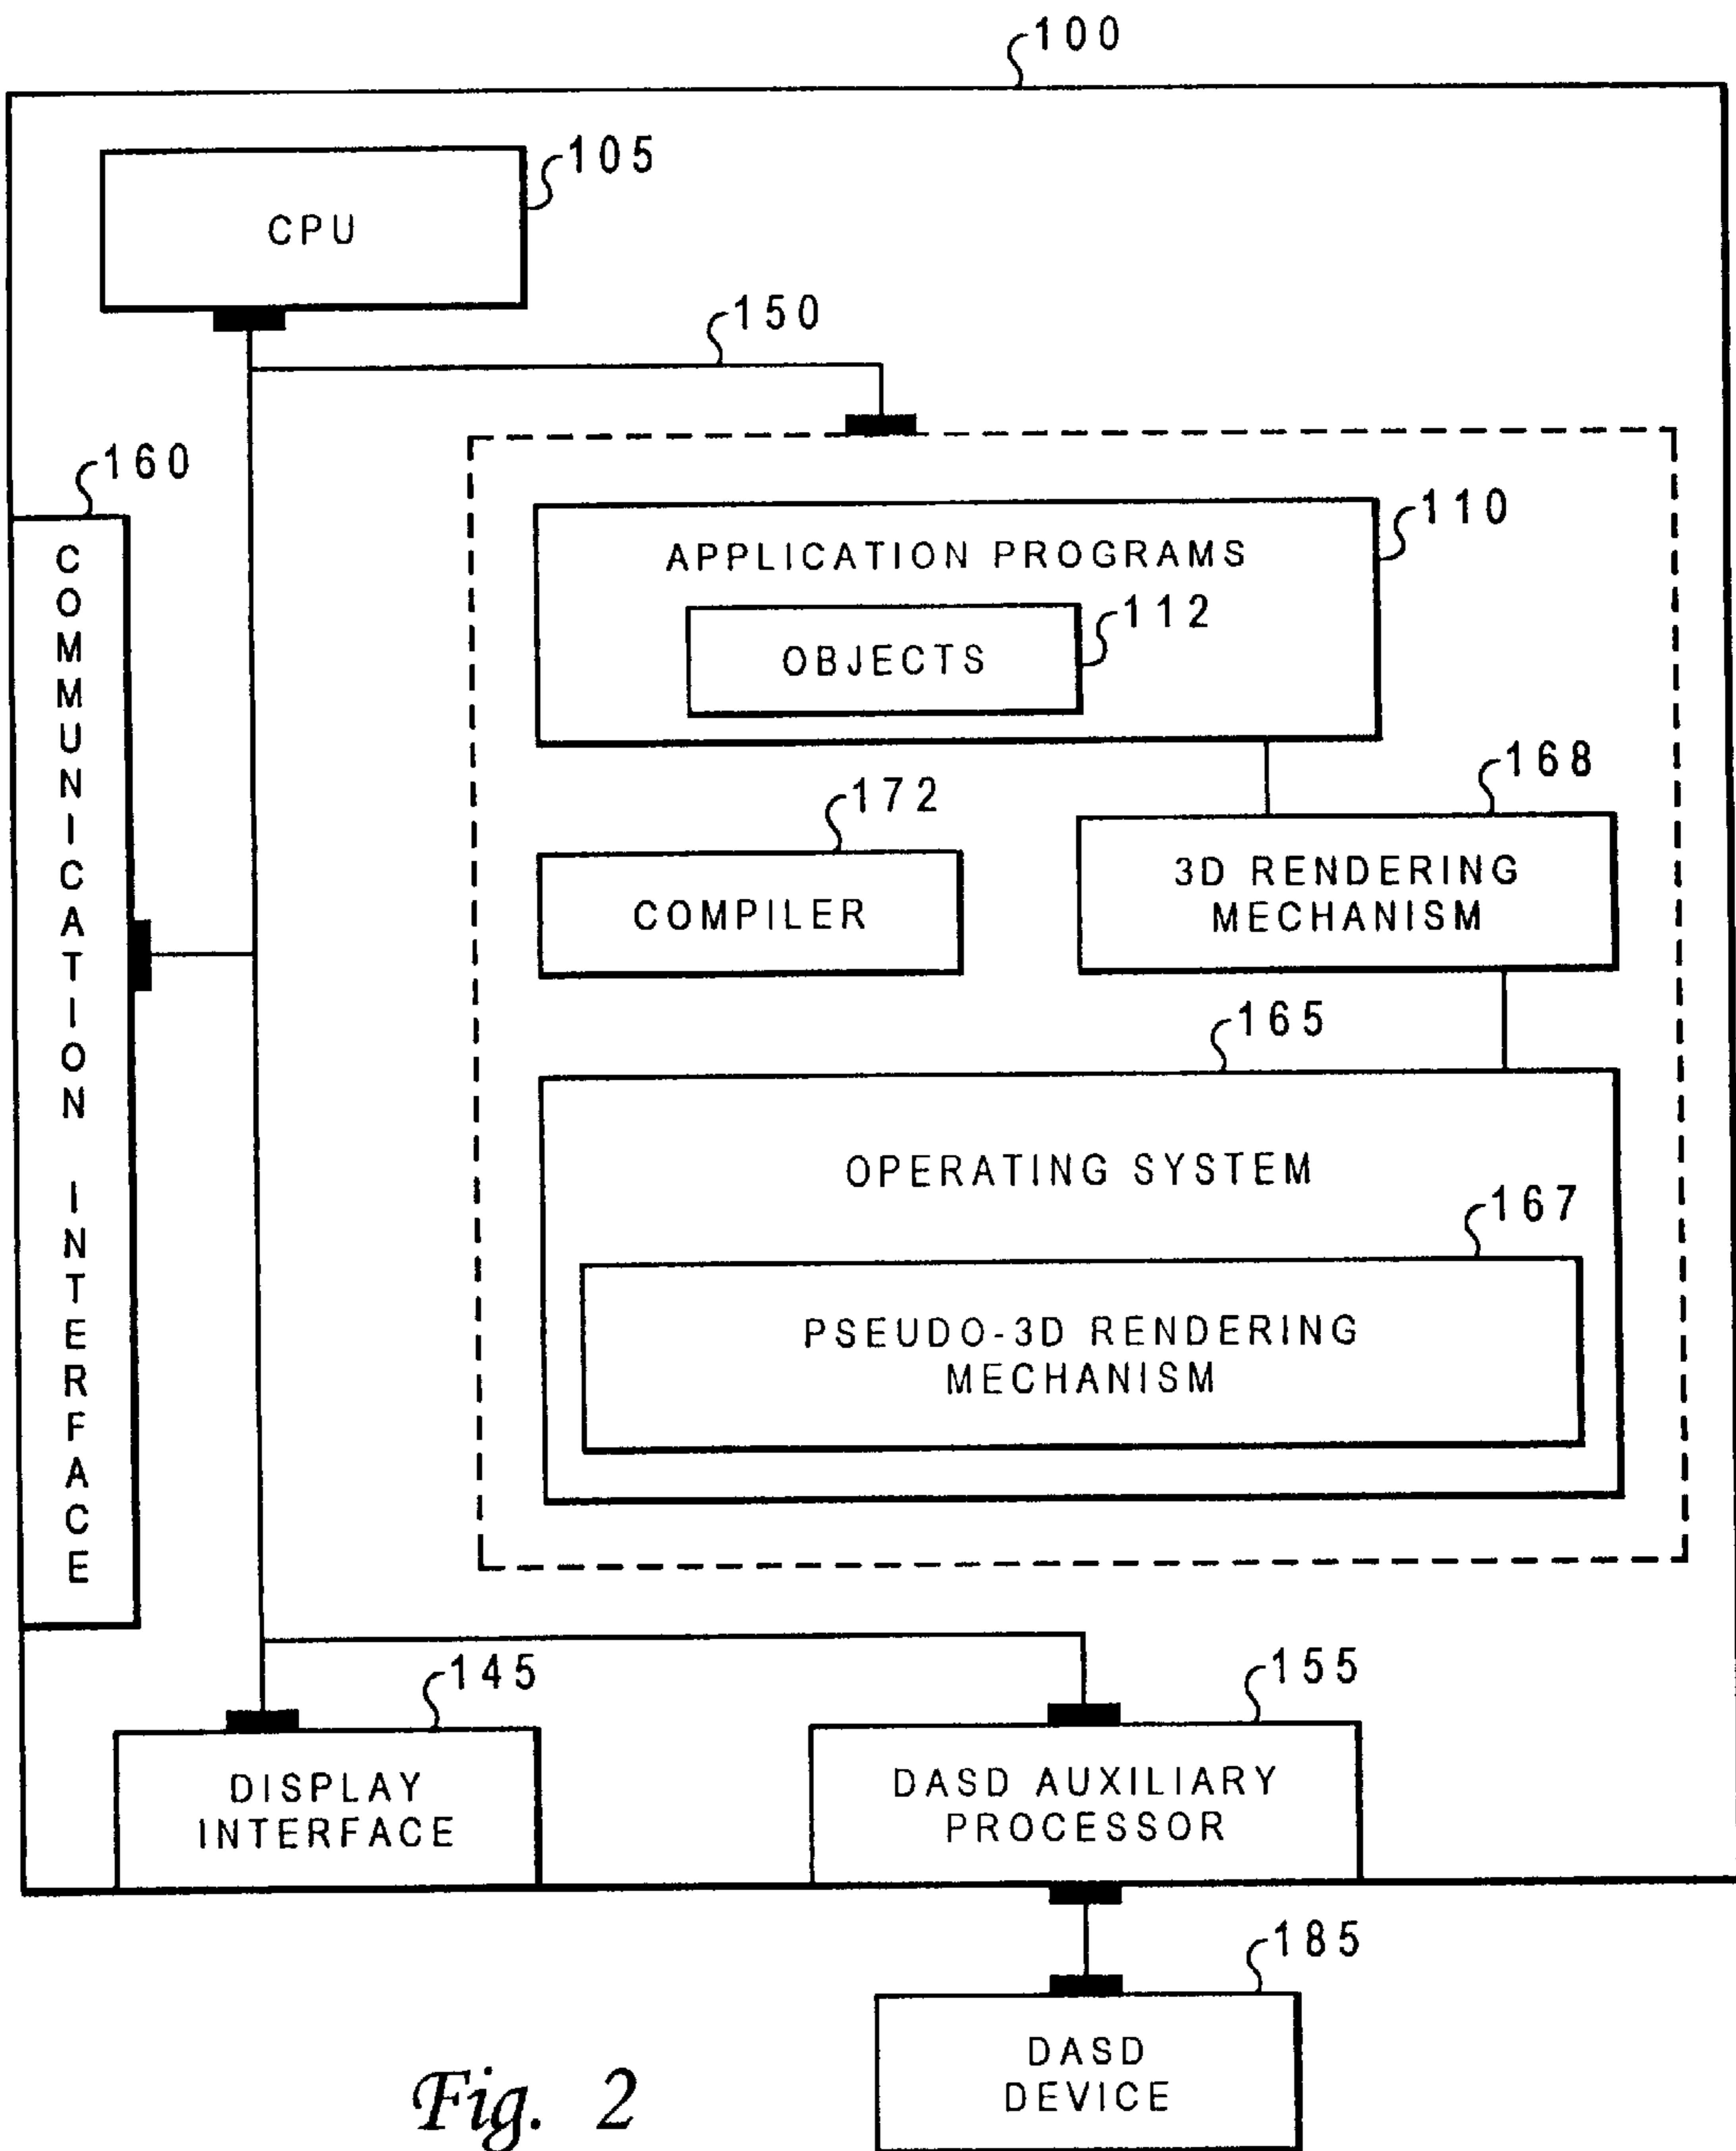 100
105
CPU
150
160
COMMUNICATION INTERFACE
110
APPLICATION PROGRAMS
112
OBJECTS
168
172
3D RENDERING
MECHANISM
COMPILER
165
OPERATING SYSTEM
167
PSEUDO-3D RENDERING
MECHANISM
145
155
DISPLAY
INTERFACE
DASD AUXILIARY
PROCESSOR
185
DASD
DEVICE
Fig. 2